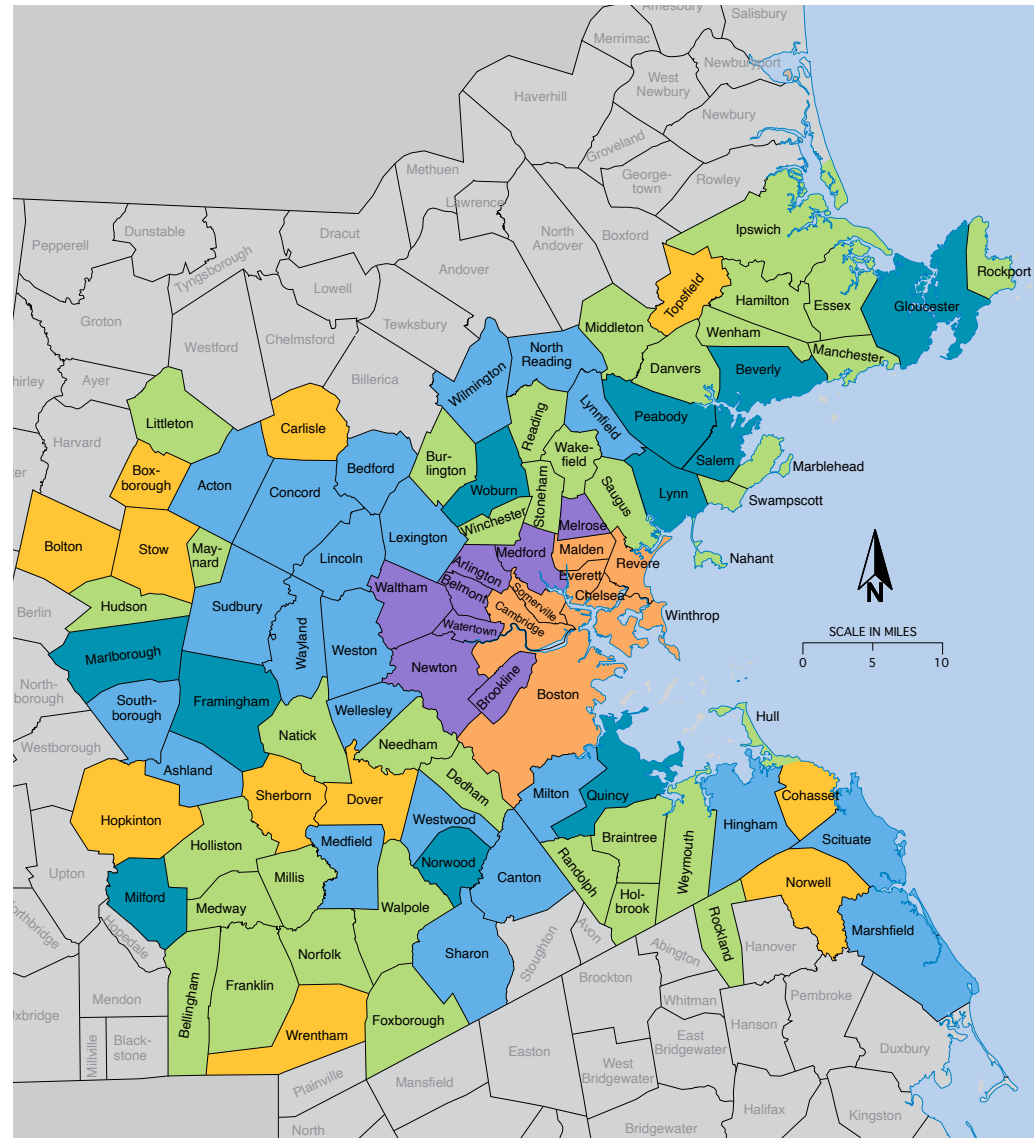 Amesbury
Salisbury
Merrimac
Newburyport
West
Newbury
Haverhill
Newbury
Groveland
Methuen
George-
town
Rowley
Lawrence
Pepperell
Dunstable
Dracut
North
Andover
Boxford
Ipswich
Tyngsborough
Andover
Lowell
Topsfield
Rockport
Hamilton
Essex
Gloucester
Groton
Chelmsford
Tewksbury
Middleton
Wenham
Westford
North
Reading
Manchester
Shirley
Ayer
Billerica
Wilmington
Danvers
Beverly
Littleton
Lynnfield
Peabody
Carlisle
Reading
Harvard
Bur-
lington
Wake-
field
Salem
Marblehead
Box-
borough
Acton
Concord
Bedford
Woburn
Stoneham
Saugus
Lynn
Swampscott
Winchester
Melrose
Bolton
Stow
May-
nard
Lincoln
Lexington
Medford
Malden
Revere
Nahant
Arlington
Everett
N
Berlin
Hudson
Sudbury
Waltham
Belmont
Somerville
Chelsea
Winthrop
Cambridge
Watertown
SCALE IN MILES
0 5 10
Marlborough
Wayland
Weston
Newton
Brookline
Boston
North-
borough
South-
borough
Framingham
Wellesley
Hull
Natick
Needham
Westborough
Ashland
Dedham
Sherborn
Dover
Milton
Quincy
Cohasset
Hopkinton
Westwood
Hingham
Scituate
Holliston
Medfield
Braintree
Norwood
Canton
Randolph
Weymouth
Upton
Millis
Norwell
Milford
Medway
Walpole
Hol-
brook
Rockland
Hopedale
Marshfield
Northbridge
Stoughton
Avon
Abington
Hanover
Norfolk
Sharon
Brockton
Franklin
Bellingham
Mendon
Whitman
Pembroke
Uxbridge
Foxborough
Hanson
Wrentham
Millville
Black-
stone
Easton
East
Bridgewater
Duxbury
West
Bridgewater
Plainville
Mansfield
Halifax
Kingston
North
Bridgewater